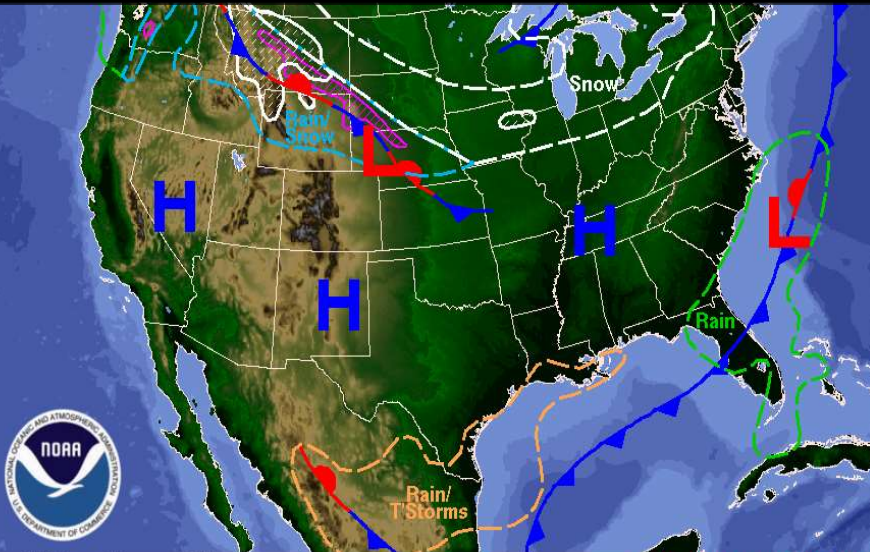 Snow
Rain/
Snow
L
H
H
L
H
Rain
Rain/
T'Storms
NATIONAL OCEANIC AND ATMOSPHERIC ADMINISTRATION
NOAA
U.S. DEPARTMENT OF COMMERCE